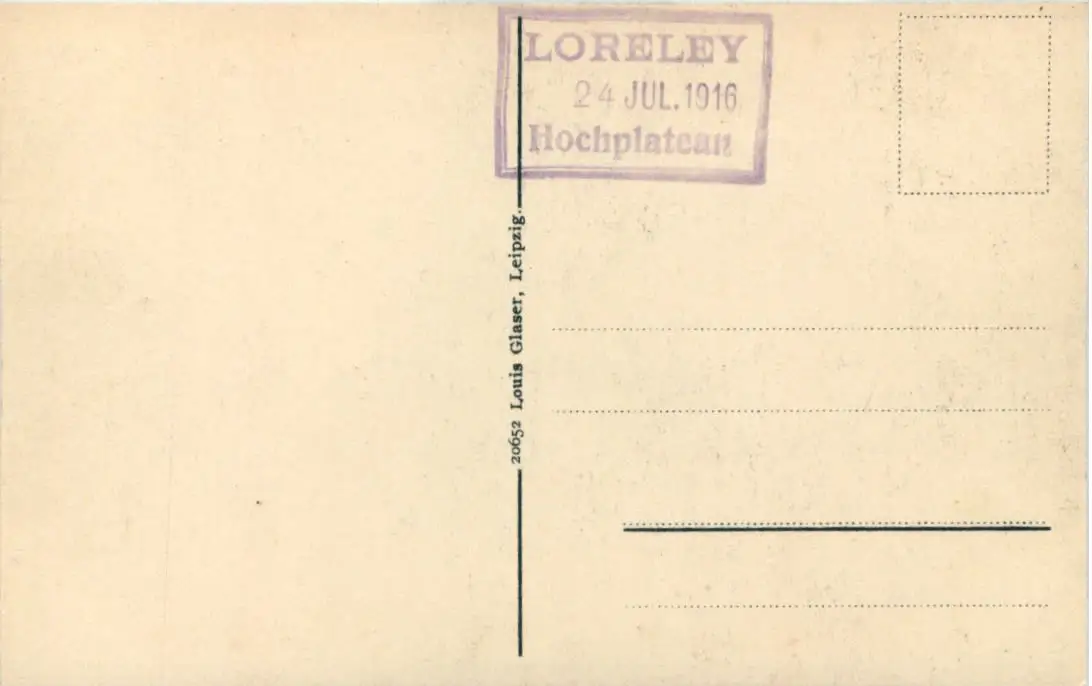 LORELEY
24 JUL. 1916
Hochplateau
20652 Louis Glaser, Leipzig.